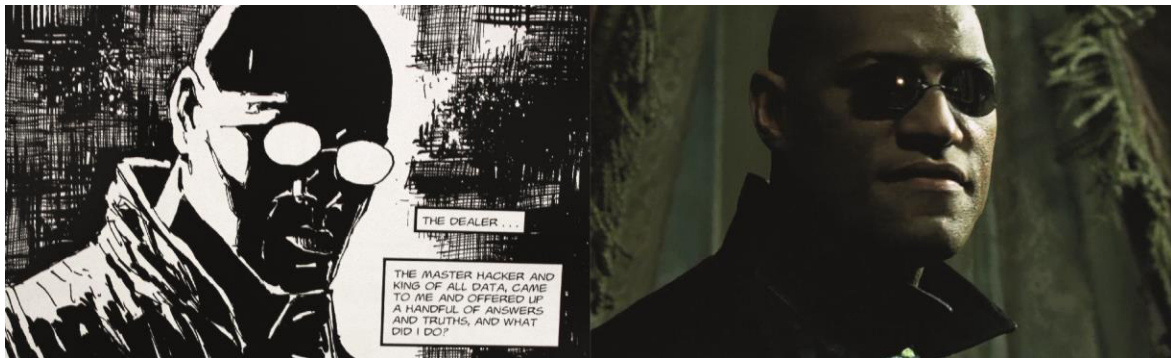 THE DEALER . . .
THE MASTER HACKER AND
KING OF ALL DATA, CAME
TO ME AND OFFERED UP
A HANDFUL OF ANSWERS
AND TRUTHS, AND WHAT
DID I DO?